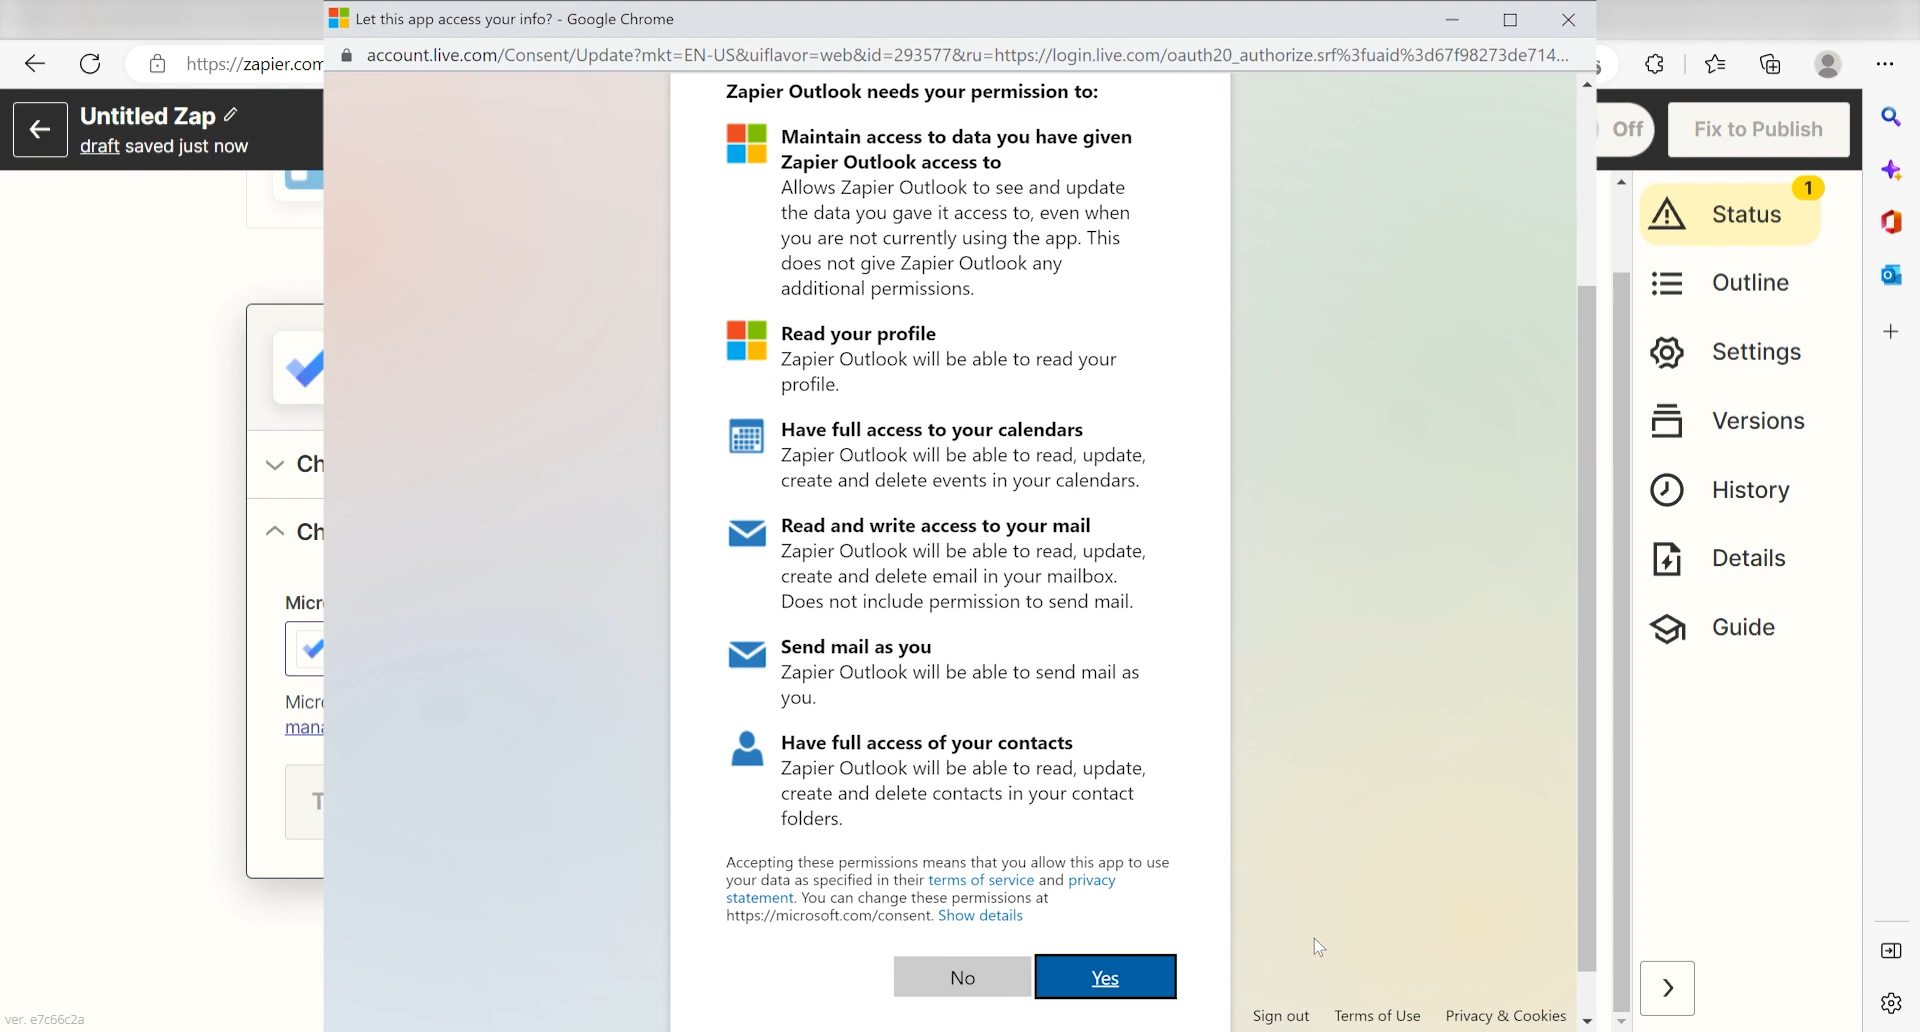 Let this app access your info? - Google Chrome
account.live.com/Consent/Update?mkt=EN-US&uiflavor=web&id=293577&ru=https://login.live.com/oauth20_authorize.srf%3fuaid%3d67f98273de714...
https://zapier.com
Untitled Zap
draft saved just now
Off
Fix to Publish
Zapier Outlook needs your permission to:
Maintain access to data you have given
Zapier Outlook access to
Allows Zapier Outlook to see and update
the data you gave it access to, even when
you are not currently using the app. This
does not give Zapier Outlook any
additional permissions.
Read your profile
Zapier Outlook will be able to read your
profile.
Have full access to your calendars
Zapier Outlook will be able to read, update,
create and delete events in your calendars.
Read and write access to your mail
Zapier Outlook will be able to read, update,
create and delete email in your mailbox.
Does not include permission to send mail.
Send mail as you
Zapier Outlook will be able to send mail as
you.
Have full access of your contacts
Zapier Outlook will be able to read, update,
create and delete contacts in your contact
folders.
Accepting these permissions means that you allow this app to use
your data as specified in their terms of service and privacy
statement. You can change these permissions at
https://microsoft.com/consent. Show details
No
Yes
Sign out
Terms of Use
Privacy & Cookies
Ch
Ch
Micr
Micr
mana
T
1
Status
Outline
Settings
Versions
History
Details
Guide
ver. e7c66c2a